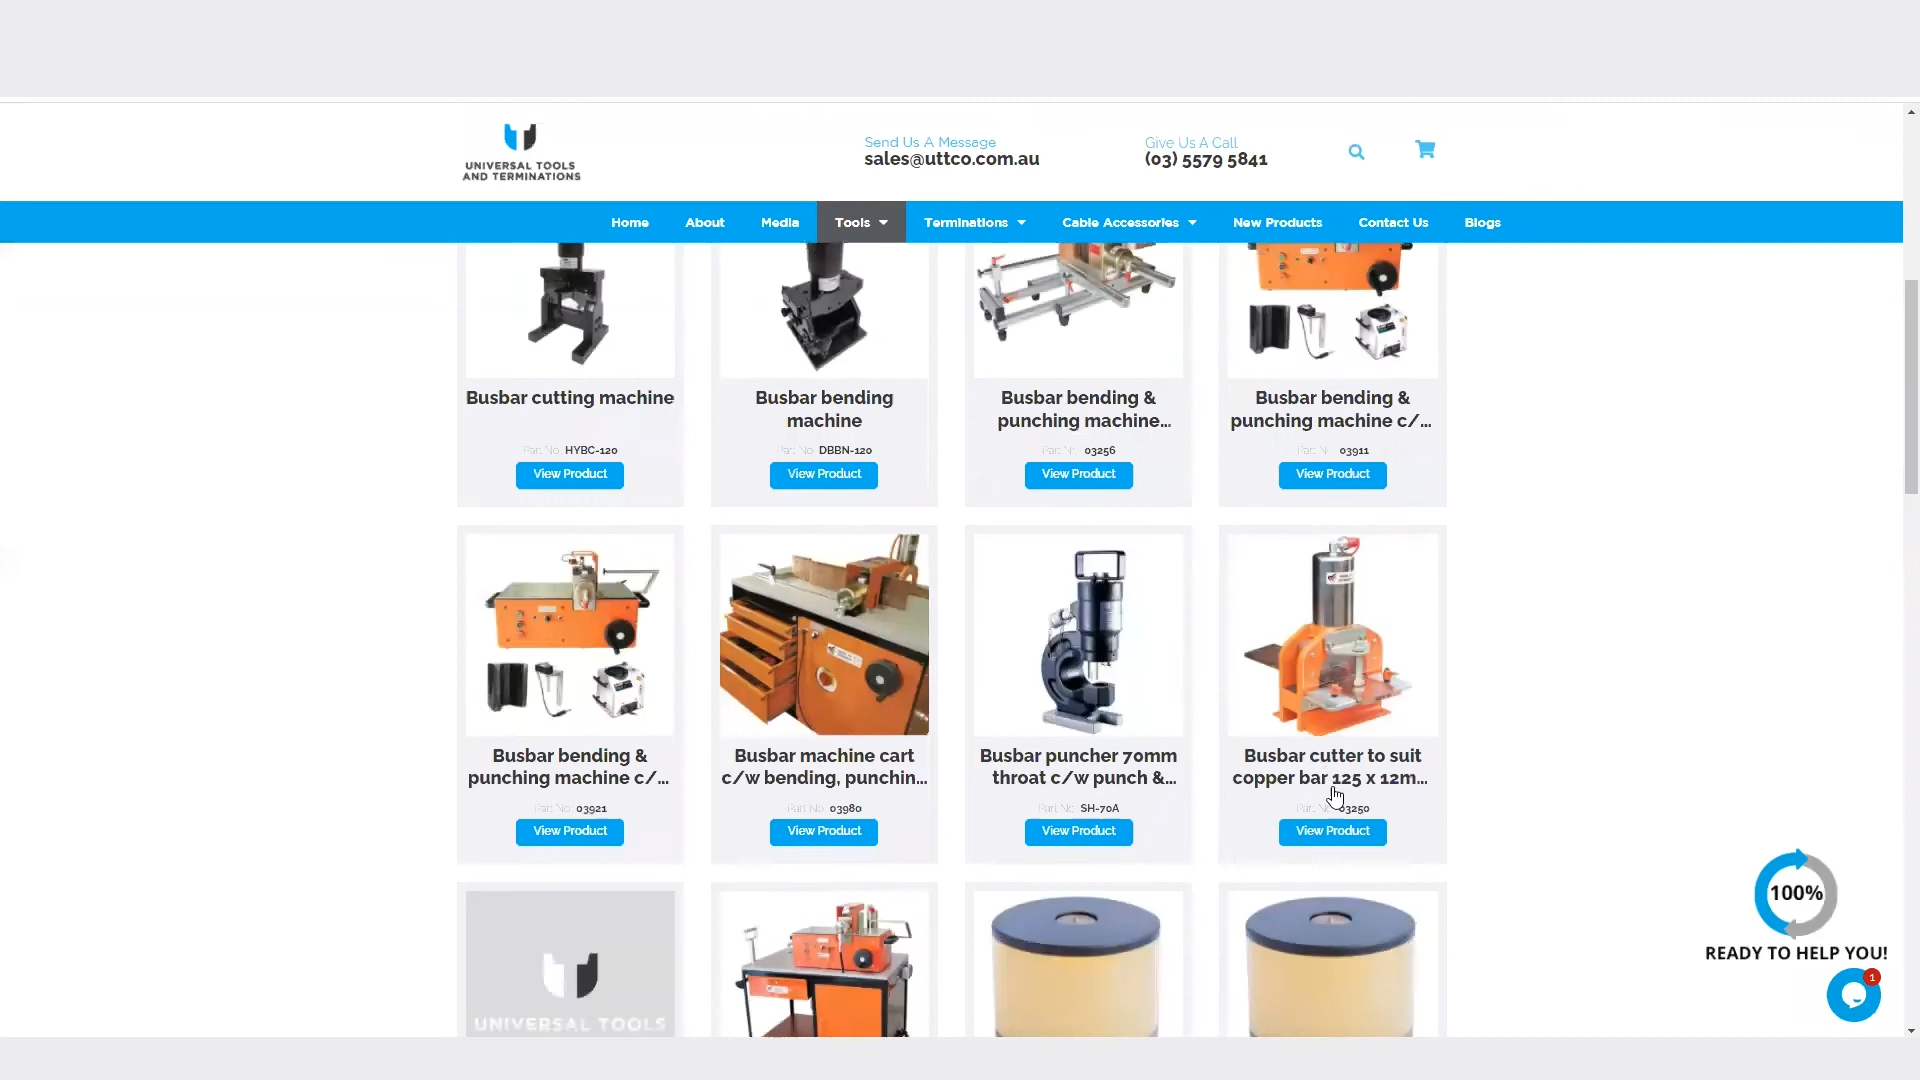 UNIVERSAL TOOLS
AND TERMINATIONS
Send Us A Message
sales@uttco.com.au
Give Us A Call
(03) 5579 5841
Home About Media Tools Terminations Cable Accessories New Products Contact Us Blogs
Busbar cutting machine
Part No. HYBC-120
View Product
Busbar bending
machine
Part No. DBBN-120
View Product
Busbar bending &
punching machine...
Part No. 03256
View Product
Busbar bending &
punching machine c/...
Part No. 03911
View Product
Busbar bending &
punching machine c/...
Part No. 03921
View Product
Busbar machine cart
c/w bending, punchin...
Part No. 03980
View Product
Busbar puncher 70mm
throat c/w punch &...
Part No. SH-70A
View Product
Busbar cutter to suit
copper bar 125 x 12m...
03250
View Product
UNIVERSAL TOOLS
100%
READY TO HELP YOU!
1